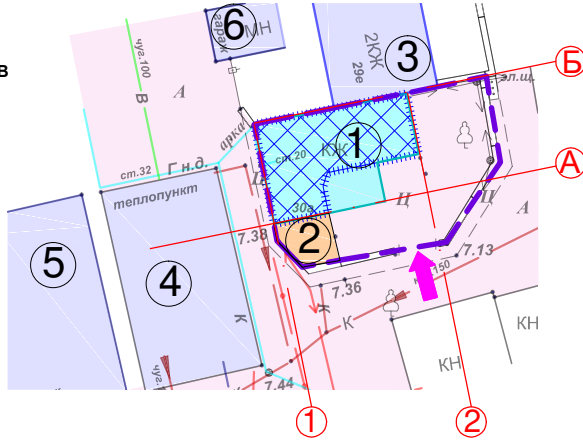 6
МН
гараж
чуг.100
В
А
2КЖ
29е
3
Б
эл.щ.
в
арка
1
КЖ
ст.20
ст.32
Г н.д.
теплопункт
Ц
А
30а
Ц
Ц
А
2
7.38
7.13
5
4
150
7.36
К
К
К
КН
КН
чуг.
7.44
1
2